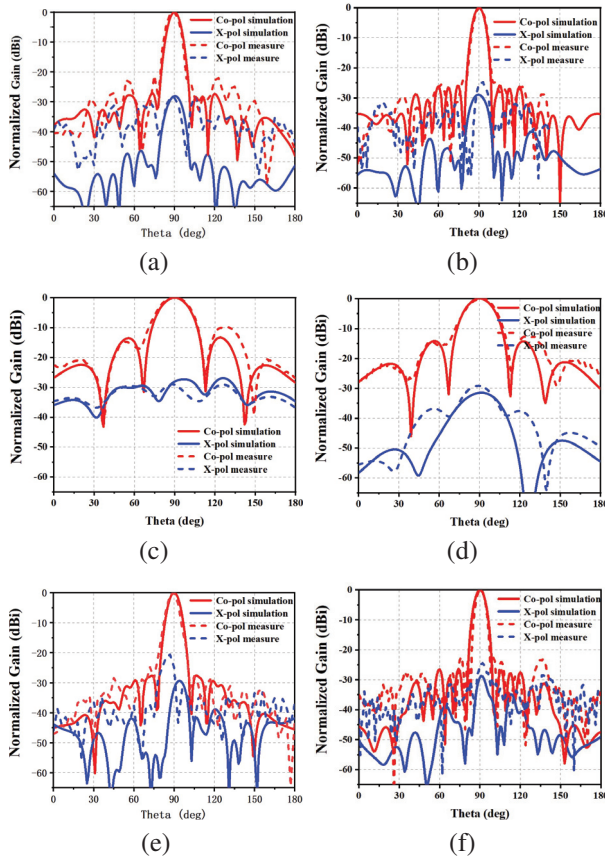 Normalized Gain (dBi)
0
-10
-20
-30
-40
-50
-60
Co-pol simulation
X-pol simulation
Co-pol measure
X-pol measure
0 30 60 90 120 150 180
Theta (deg)
(a)
Normalized Gain (dBi)
0
-10
-20
-30
-40
-50
-60
Co-pol simulation
X-pol simulation
Co-pol measure
X-pol measure
0 30 60 90 120 150 180
Theta (deg)
(b)
Normalized Gain (dBi)
0
-10
-20
-30
-40
-50
-60
Co-pol simulation
X-pol simulation
Co-pol measure
X-pol measure
0 30 60 90 120 150 180
Theta (deg)
(c)
Normalized Gain (dBi)
0
-10
-20
-30
-40
-50
-60
Co-pol simulation
X-pol simulation
Co-pol measure
X-pol measure
0 30 60 90 120 150 180
Theta (deg)
(d)
Normalized Gain (dBi)
0
-10
-20
-30
-40
-50
-60
Co-pol simulation
X-pol simulation
Co-pol measure
X-pol measure
0 30 60 90 120 150 180
Theta (deg)
(e)
Normalized Gain (dBi)
0
-10
-20
-30
-40
-50
-60
Co-pol simulation
X-pol simulation
Co-pol measure
X-pol measure
0 30 60 90 120 150 180
Theta (deg)
(f)